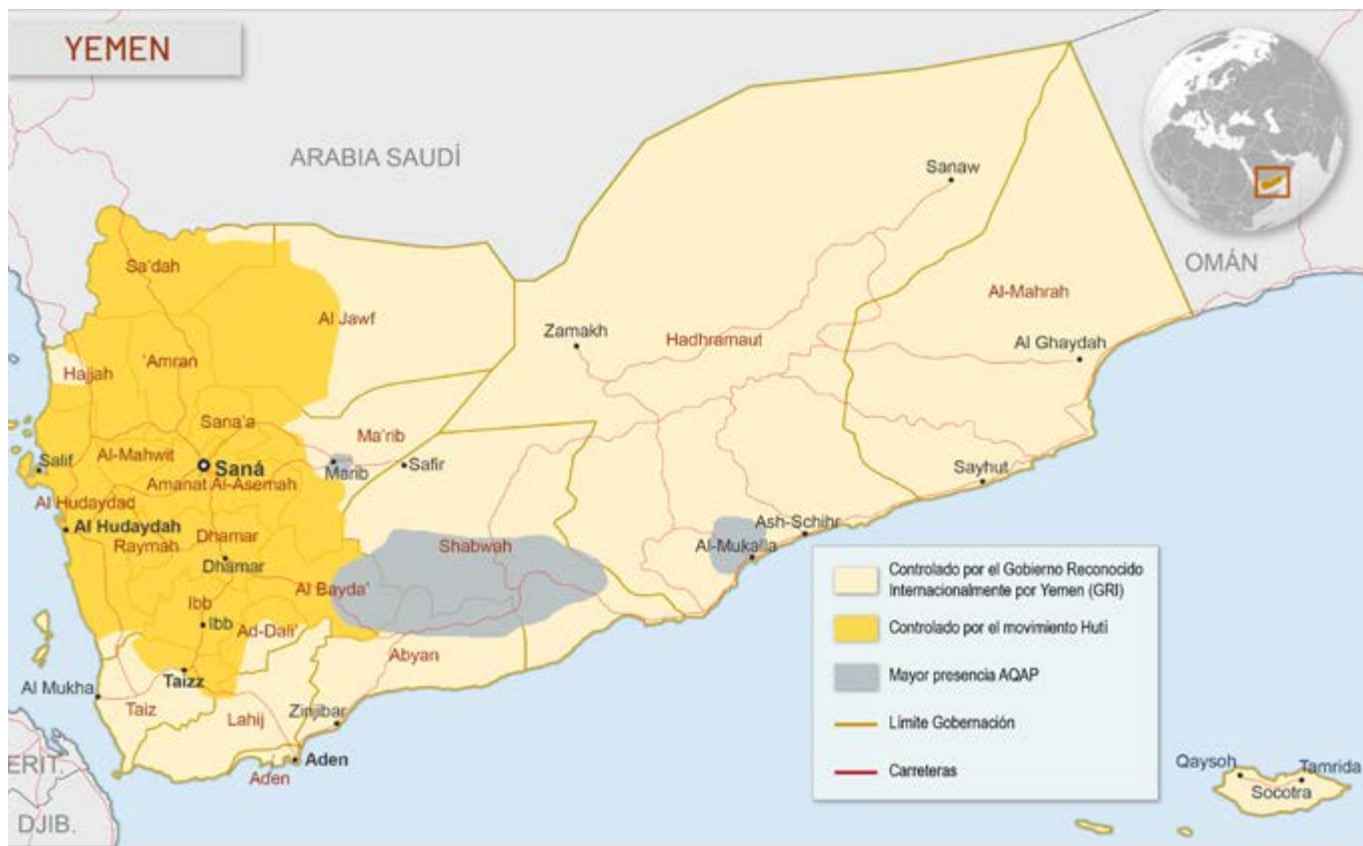 YEMEN
ARABIA SAUDÍ
OMÁN
Sanaw
Sa'dah
Al Jawf
Al-Mahrah
Zamakh
Hadhramaut
Al Ghaydah
'Amran
Hajjah
Sana'a
Ma'rib
Al-Mahwit
Saná
Marib
Safir
Salif
Amanat Al-Asemah
Sayhut
Al Hudaydad
Al Hudaydah
Raymah
Dhamar
Dhamar
Shabwah
Ash-Schihr
Al-Mukalla
Al Bayda'
Ibb
Ibb
Ad-Dali'
Abyan
Taizz
Al Mukha
Taiz
Lahij
Zinjibar
Aden
Aden
ERIT.
DJIB.
Controlado por el Gobierno Reconocido
Internacionalmente por Yemen (GRI)
Controlado por el movimiento Hutí
Mayor presencia AQAP
Límite Gobernación
Carreteras
Qaysoh
Tamrida
Socotra